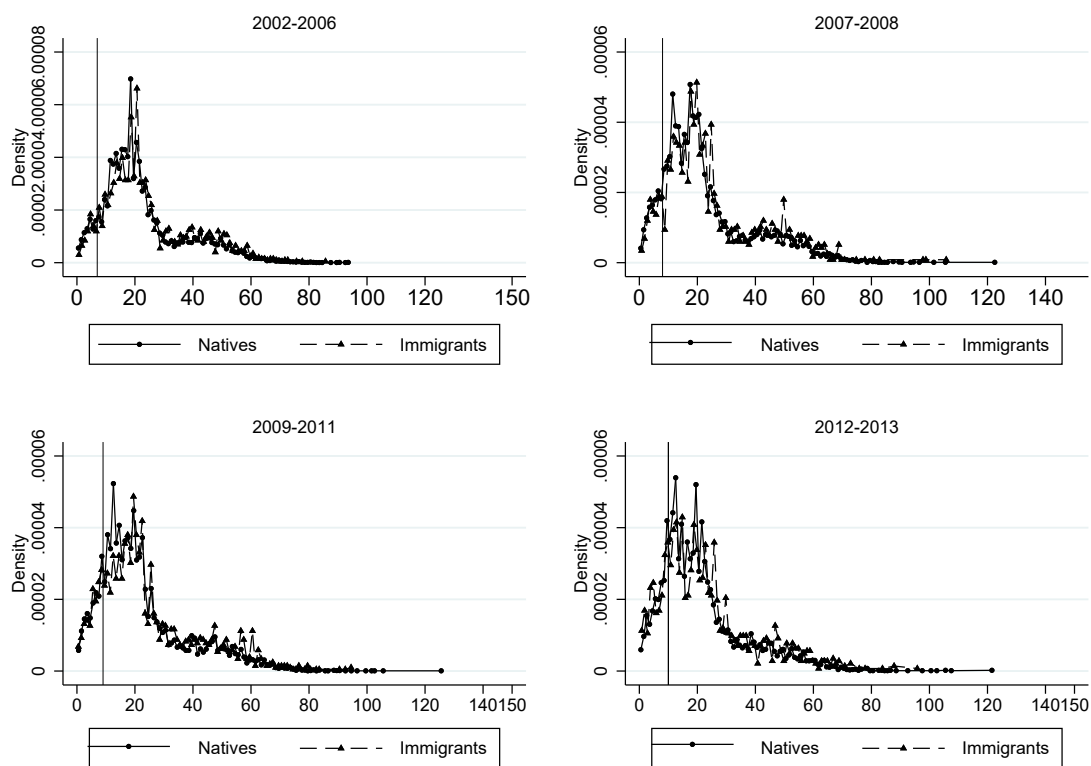 2002-2006
Density
0 .00002 .00004 .00006 .00008
0 20 40 60 80 100 120 150
Natives Immigrants
2007-2008
Density
0 .00002 .00004 .00006
0 20 40 60 80 100 120 140
Natives Immigrants
2009-2011
Density
0 .00002 .00004 .00006
0 20 40 60 80 100 120 140150
Natives Immigrants
2012-2013
Density
0 .00002 .00004 .00006
0 20 40 60 80 100 120 140150
Natives Immigrants